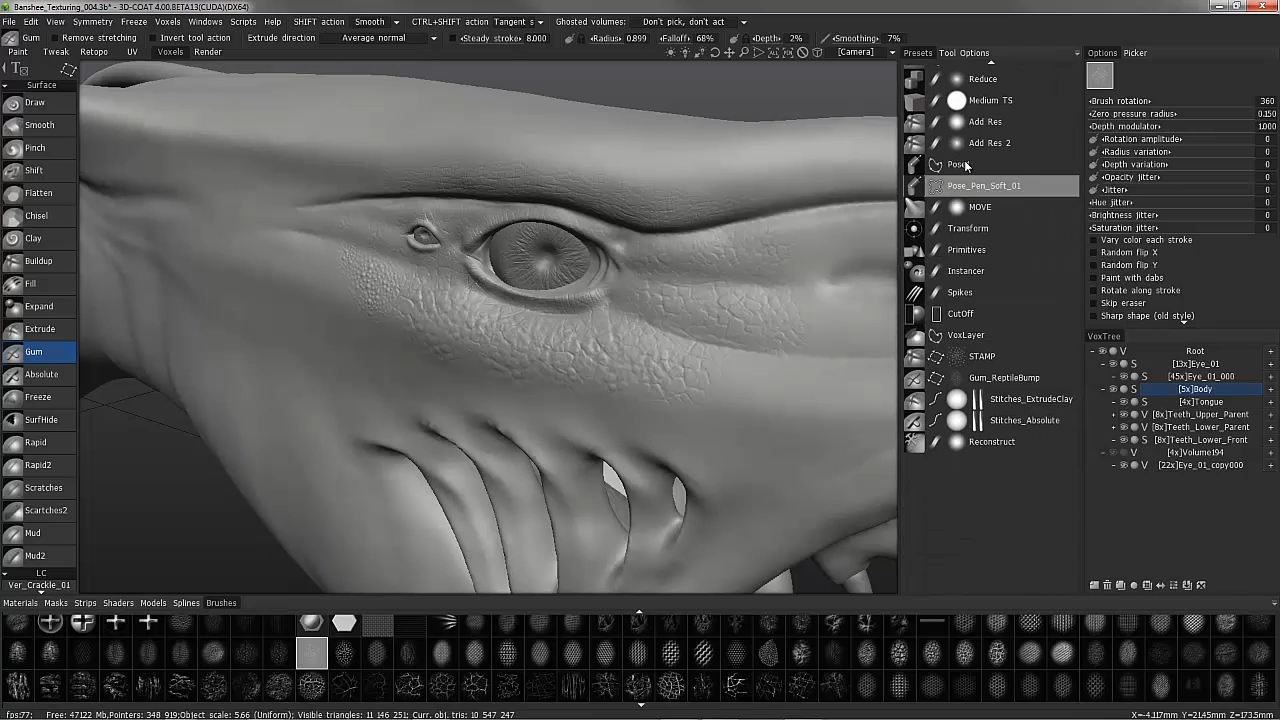 Banshee_Texturing_004.3b* - 3D-COAT 4.00.BETA13(CUDA)(DX64)
File Edit View Symmetry Freeze Voxels Windows Scripts Help SHIFT action Smooth CTRL+SHIFT action Tangent s Ghosted volumes: Don't pick, don't act
Gum Remove stretching Invert tool action Extrude direction Average normal Steady stroke 8.000 Radius 0.899 Falloff 68% Depth 2% Smoothing 7%
Paint Tweak Retopo UV Voxels Render [Camera] Presets Tool Options Options Picker
Surface
Draw
Smooth
Pinch
Shift
Flatten
Chisel
Clay
Buildup
Fill
Expand
Extrude
Gum
Absolute
Freeze
SurfHide
Rapid
Rapid2
Scratches
Scartches2
Mud
Mud2
LC
Ver_Crackle_01
Reduce
Medium TS
Add Res
Add Res 2
Pose
Pose_Pen_Soft_01
MOVE
Transform
Primitives
Instancer
Spikes
CutOff
VoxLayer
STAMP
Gum_ReptileBump
Stitches_ExtrudeClay
Stitches_Absolute
Reconstruct
Brush rotation 360
Zero pressure radius 0.150
Depth modulator 1.000
Rotation amplitude 0
Radius variation 0
Depth variation 0
Opacity jitter 0
Jitter 0
Hue jitter 0
Brightness jitter 0
Saturation jitter 0
Vary color each stroke
Random flip X
Random flip Y
Paint with dabs
Rotate along stroke
Skip eraser
Sharp shape (old style)
VoxTree
V Root +
S [13x]Eye_01 +
S [45x]Eye_01_000 +
S [5x]Body +
S [4x]Tongue +
+ V [8x]Teeth_Upper_Parent +
+ V [8x]Teeth_Lower_Parent +
S [8x]Teeth_Lower_Front +
V [4x]Volume194 +
V [22x]Eye_01_copy000 +
Materials Masks Strips Shaders Models Splines Brushes
fps:77; Free: 47122 Mb,Pointers: 348 919;Object scale: 5.66 (Uniform); Visible triangles: 11 146 251; Curr. obj. tris: 10 547 247 X=-4.117mm Y=21.45mm Z=173.5mm